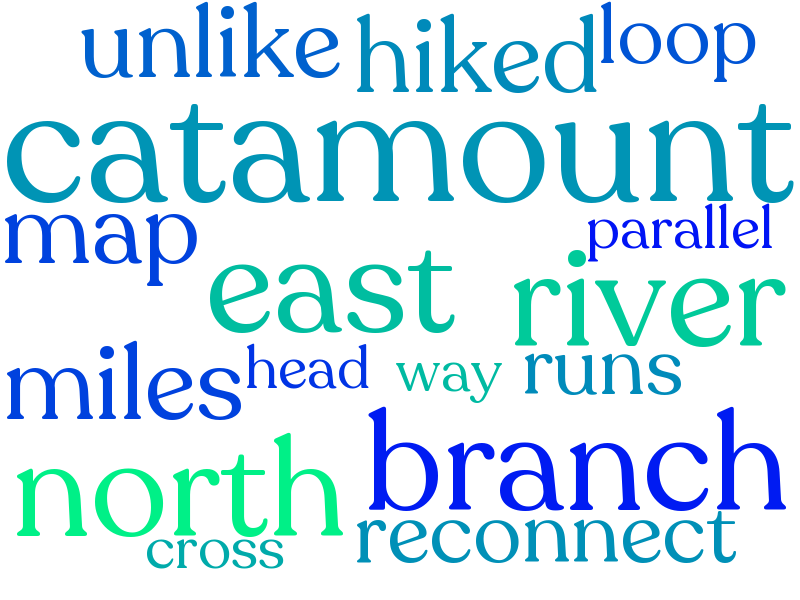 unlike hiked loop
catamount
map parallel
east river
miles head way runs
north branch
cross reconnect